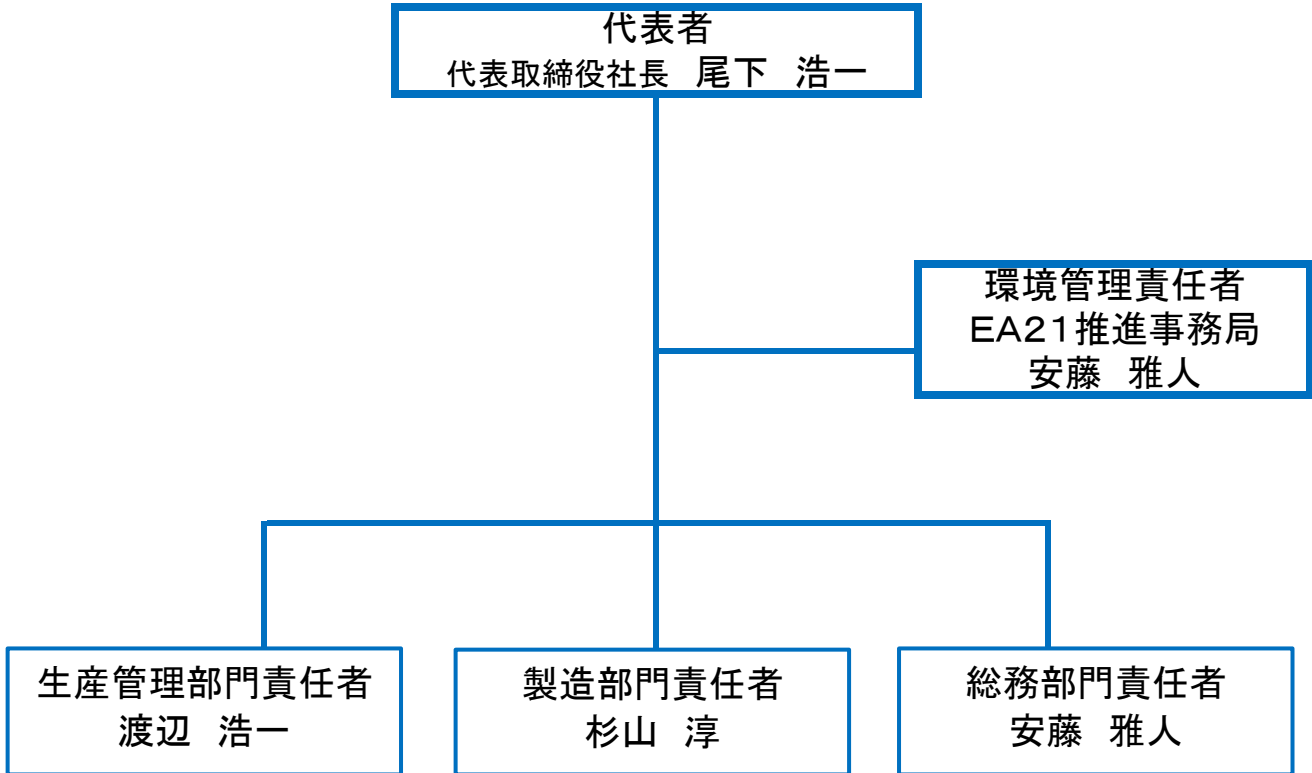 代表者
代表取締役社長　尾下　浩一
環境管理責任者
ＥＡ２１推進事務局
安藤　雅人
生産管理部門責任者
渡辺　浩一
製造部門責任者
杉山　淳
総務部門責任者
安藤　雅人